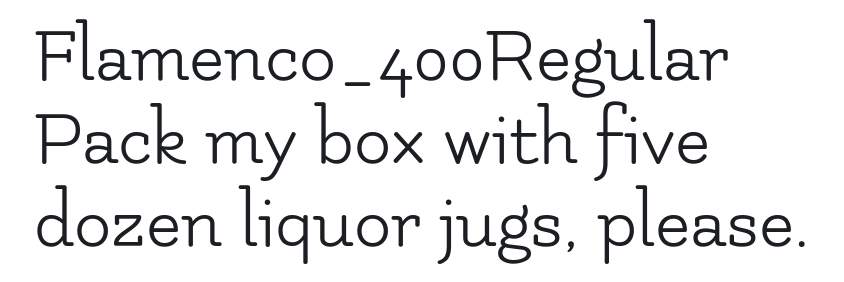 Flamenco_400Regular
Pack my box with five
dozen liquor jugs, please.